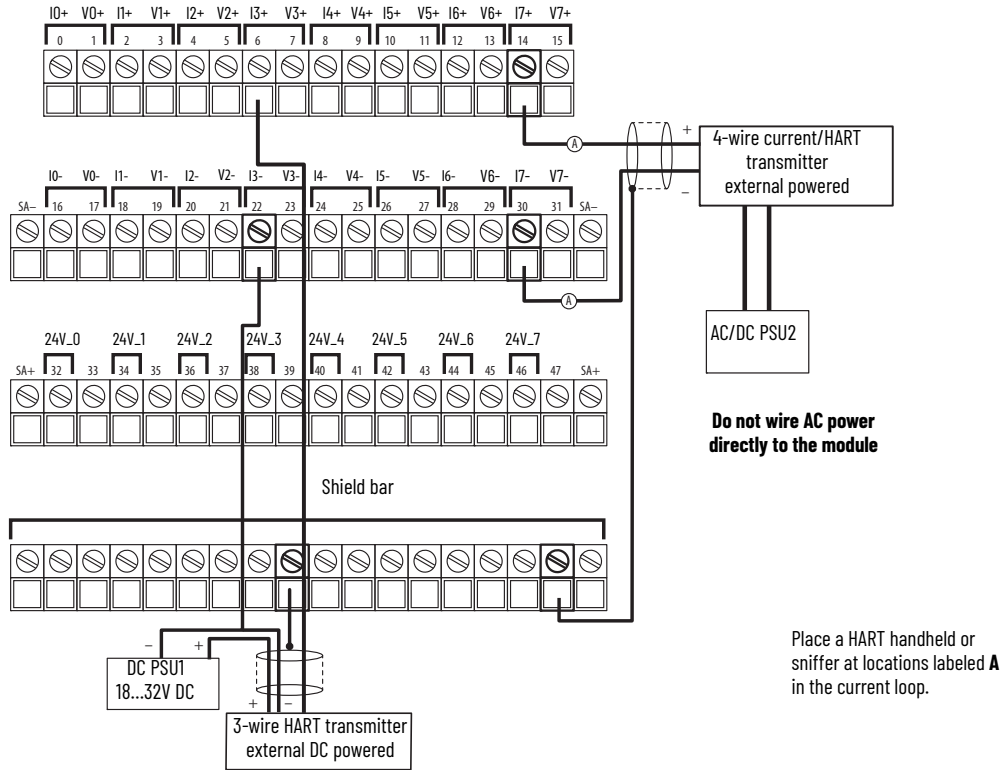 I0+ V0+ I1+ V1+ I2+ V2+ I3+ V3+ I4+ V4+ I5+ V5+ I6+ V6+ I7+ V7+
0 1 2 3 4 5 6 7 8 9 10 11 12 13 14 15
A
+
–
4-wire current/HART
transmitter
external powered
I0- V0- I1- V1- I2- V2- I3- V3- I4- V4- I5- V5- I6- V6- I7- V7-
SA– 16 17 18 19 20 21 22 23 24 25 26 27 28 29 30 31 SA–
A
AC/DC PSU2
24V_0 24V_1 24V_2 24V_3 24V_4 24V_5 24V_6 24V_7
SA+ 32 33 34 35 36 37 38 39 40 41 42 43 44 45 46 47 SA+
Do not wire AC power
directly to the module
Shield bar
– +
DC PSU1
18...32V DC
+ –
3-wire HART transmitter
external DC powered
Place a HART handheld or
sniffer at locations labeled A
in the current loop.